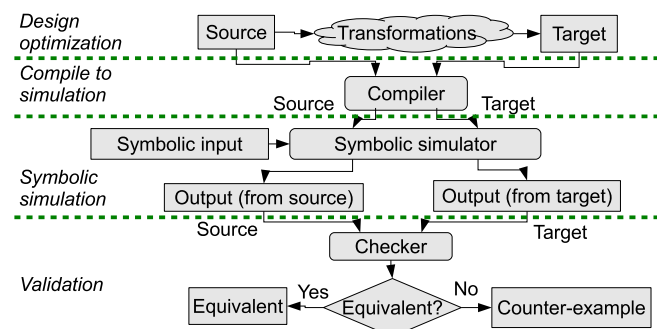 Design
optimization
Source
Transformations
Target
Compile to
simulation
Compiler
Source
Target
Symbolic input
Symbolic simulator
Symbolic
simulation
Output (from source)
Output (from target)
Source
Target
Checker
Validation
Equivalent
Yes
Equivalent?
No
Counter-example